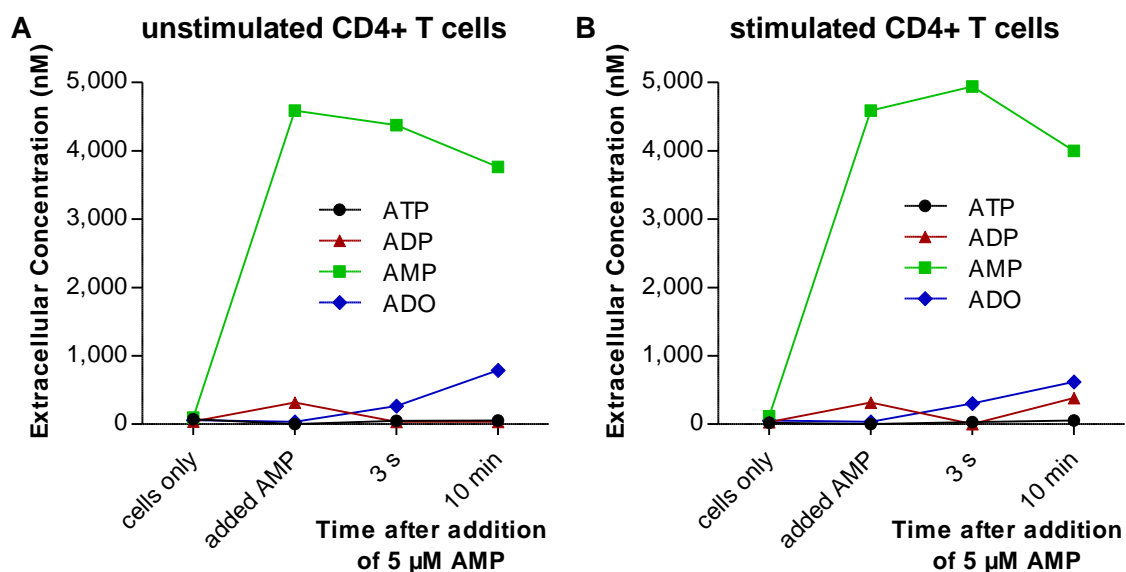 A unstimulated CD4+ T cells
Extracellular Concentration (nM)
5,000
4,000
3,000
2,000
1,000
0
ATP
ADP
AMP
ADO
cells only
added AMP
3 s
10 min
Time after addition
of 5 µM AMP
B stimulated CD4+ T cells
Extracellular Concentration (nM)
5,000
4,000
3,000
2,000
1,000
0
ATP
ADP
AMP
ADO
cells only
added AMP
3 s
10 min
Time after addition
of 5 µM AMP